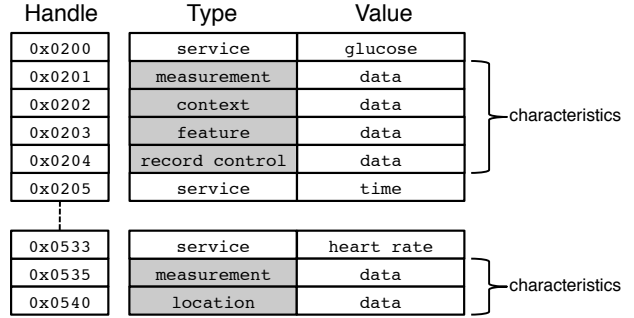 Handle Type Value
0x0200 service glucose
0x0201 measurement data
0x0202 context data
0x0203 feature data
0x0204 record control data
characteristics
0x0205 service time
0x0533 service heart rate
0x0535 measurement data
0x0540 location data
characteristics